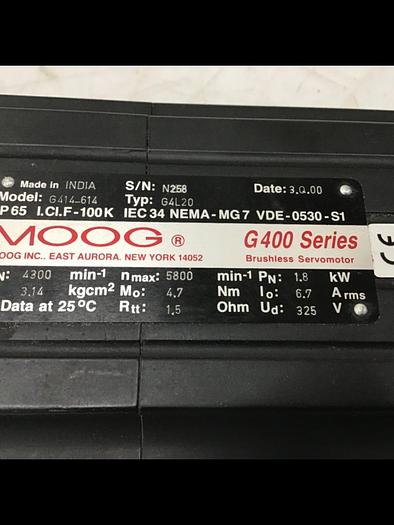 Made in INDIA S/N: N258 Date: 3.Q.00
Model: G414-614 Typ: G4L20
P 65 I.Cl.F-100K IEC 34 NEMA-MG7 VDE-0530-S1
MOOG ® G400 Series
OOG INC.. EAST AURORA. NEW YORK 14052 Brushless Servomotor
CE
N: 4300 min-1 nmax: 5800 min-1 PN: 1.8 kW
3.14 kgcm2 Mo: 4.7 Nm Io: 6.7 A rms
Data at 25°C Rtt: 1.5 Ohm Ud: 325 V